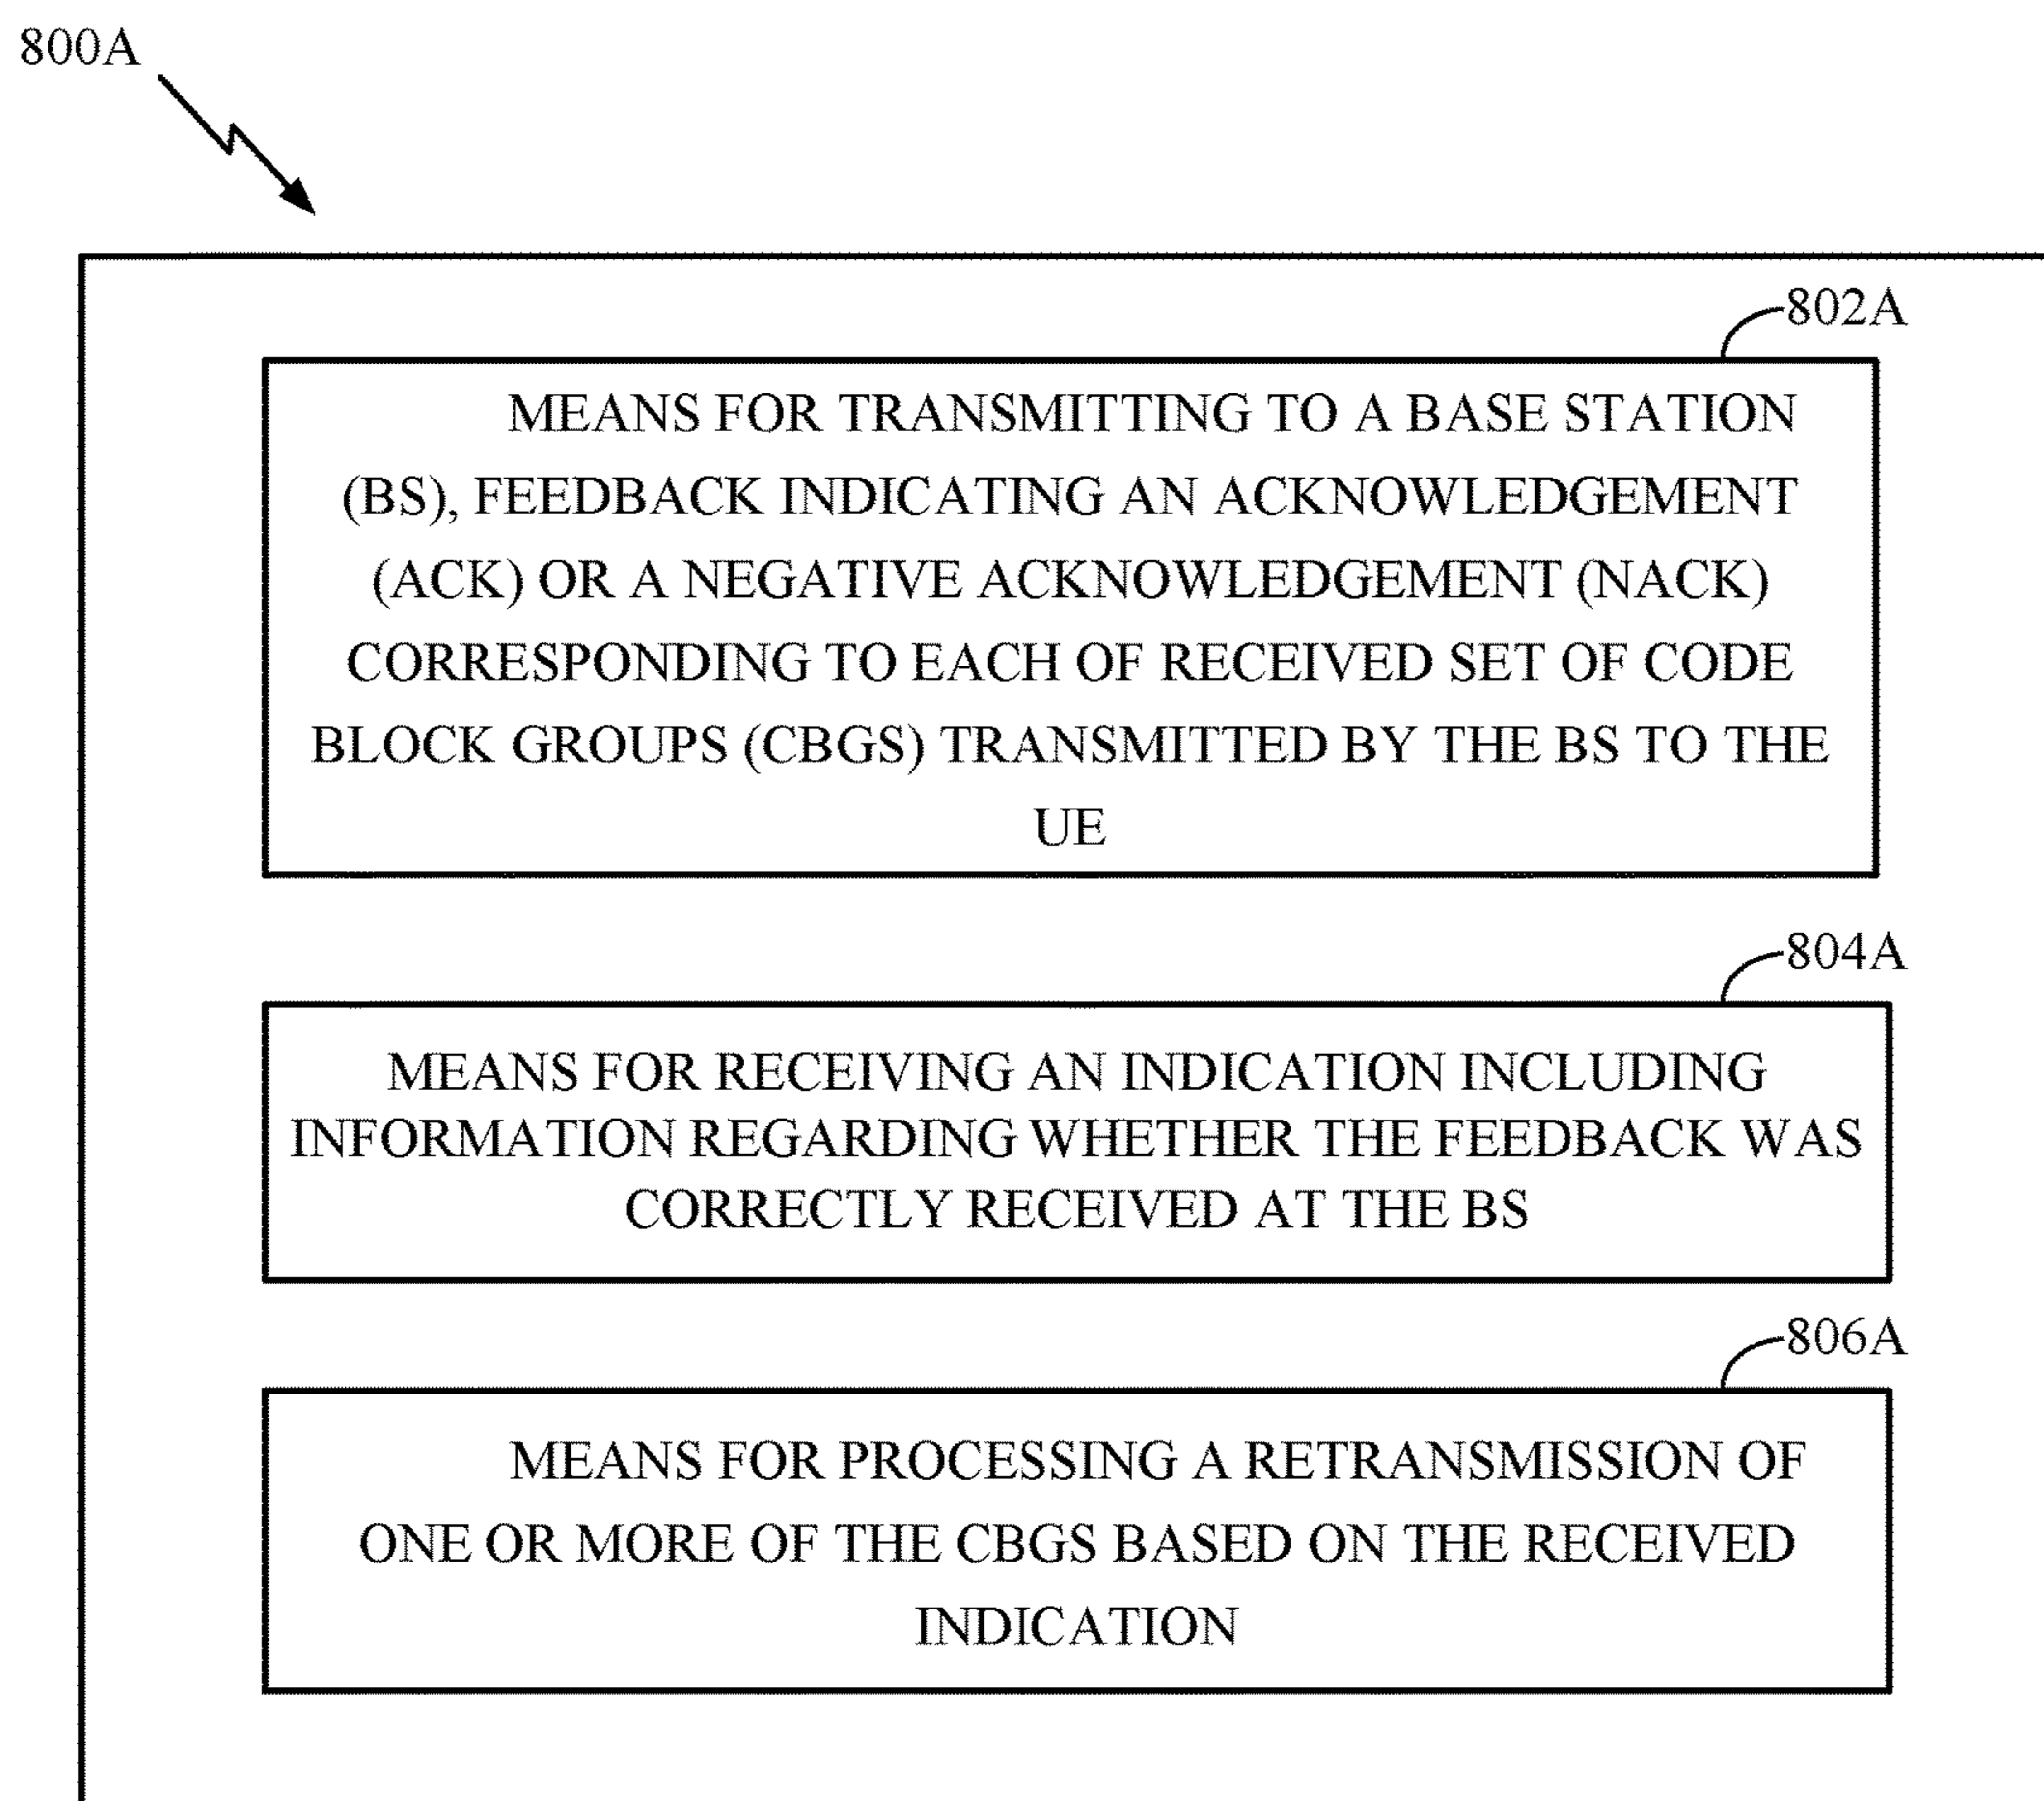 800A
802A
MEANS FOR TRANSMITTING TO A BASE STATION
(BS), FEEDBACK INDICATING AN ACKNOWLEDGEMENT
(ACK) OR A NEGATIVE ACKNOWLEDGEMENT (NACK)
CORRESPONDING TO EACH OF RECEIVED SET OF CODE
BLOCK GROUPS (CBGS) TRANSMITTED BY THE BS TO THE
UE
804A
MEANS FOR RECEIVING AN INDICATION INCLUDING
INFORMATION REGARDING WHETHER THE FEEDBACK WAS
CORRECTLY RECEIVED AT THE BS
806A
MEANS FOR PROCESSING A RETRANSMISSION OF
ONE OR MORE OF THE CBGS BASED ON THE RECEIVED
INDICATION